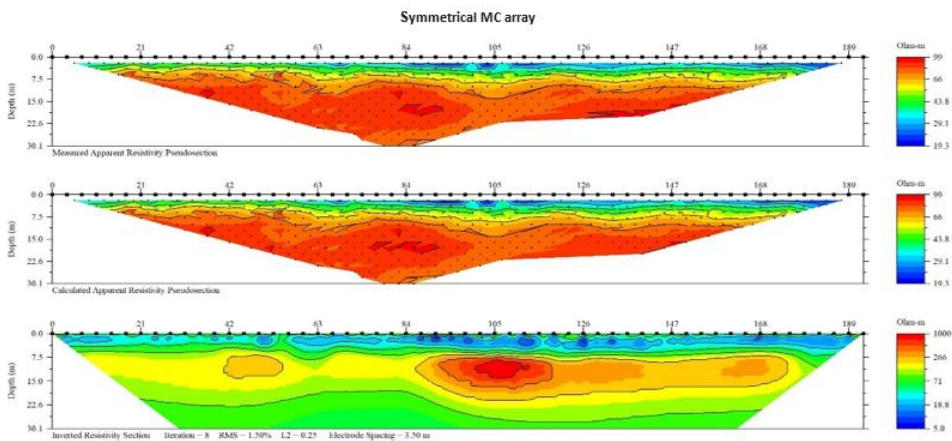 Symmetrical MC array
0 21 42 63 84 105 126 147 168 189
Ohm-m
0.0
7.5
15.0
22.6
30.1
Depth (m)
99
66
43.8
29.1
19.3
Measured Apparent Resistivity Pseudosection
0 21 42 63 84 105 126 147 168 189
Ohm-m
0.0
7.5
15.0
22.6
30.1
Depth (m)
99
66
43.8
29.1
19.3
Calculated Apparent Resistivity Pseudosection
0 21 42 63 84 105 126 147 168 189
Ohm-m
0.0
7.5
15.0
22.6
30.1
Depth (m)
1000
266
71
18.8
5.0
Inverted Resistivity Section Iteration = 8 RMS = 1.50% L2 = 0.25 Electrode Spacing = 3.50 m